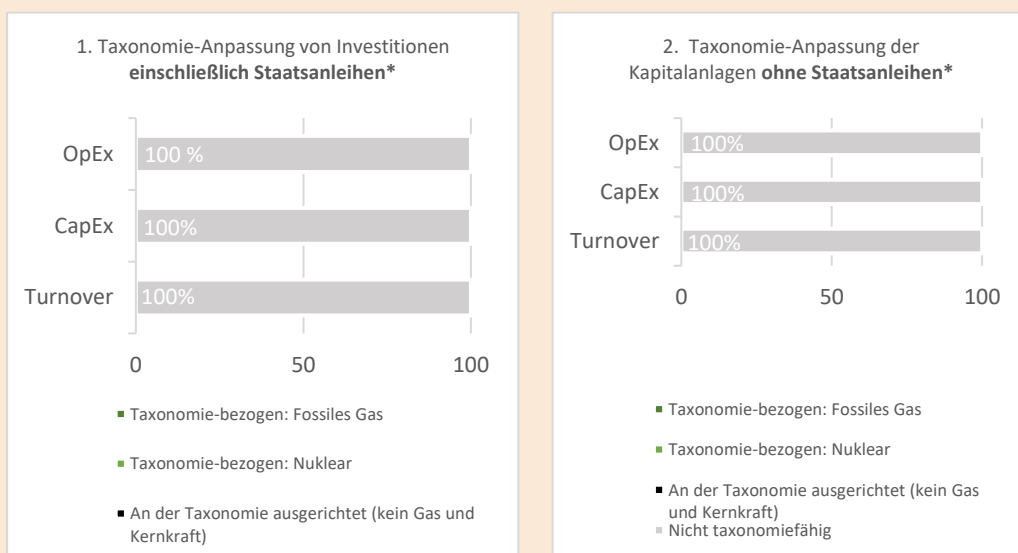 1. Taxonomie-Anpassung von Investitionen
einschließlich Staatsanleihen*
OpEx
100 %
CapEx
100%
Turnover
100%
0 50 100
Taxonomie-bezogen: Fossiles Gas
Taxonomie-bezogen: Nuklear
An der Taxonomie ausgerichtet (kein Gas und
Kernkraft)
2. Taxonomie-Anpassung der
Kapitalanlagen ohne Staatsanleihen*
OpEx
100%
CapEx
100%
Turnover
100%
0 50 100
Taxonomie-bezogen: Fossiles Gas
Taxonomie-bezogen: Nuklear
An der Taxonomie ausgerichtet (kein Gas
und Kernkraft)
Nicht taxonomiefähig